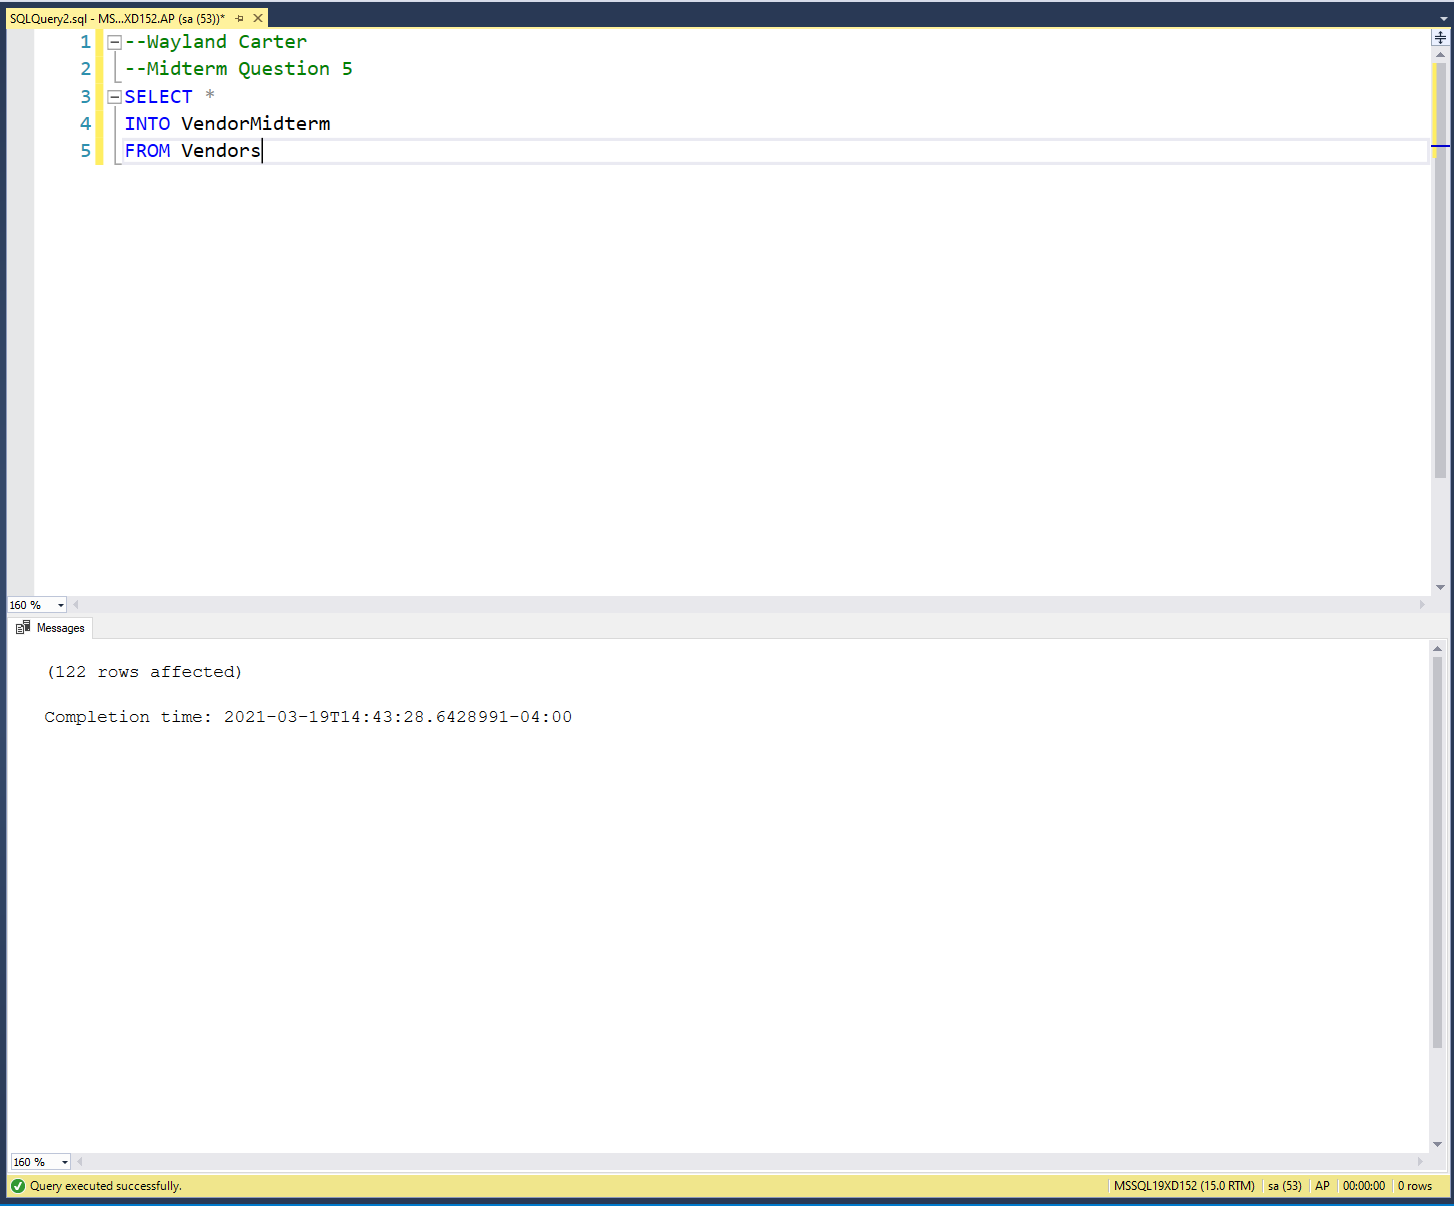 SQLQuery2.sql - MS...XD152.AP (sa (53))*
1 --Wayland Carter
2 --Midterm Question 5
3 SELECT *
4 INTO VendorMidterm
5 FROM Vendors
160 %
Messages
(122 rows affected)
Completion time: 2021-03-19T14:43:28.6428991-04:00
160 %
Query executed successfully. MSSQL19XD152 (15.0 RTM) sa (53) AP 00:00:00 0 rows